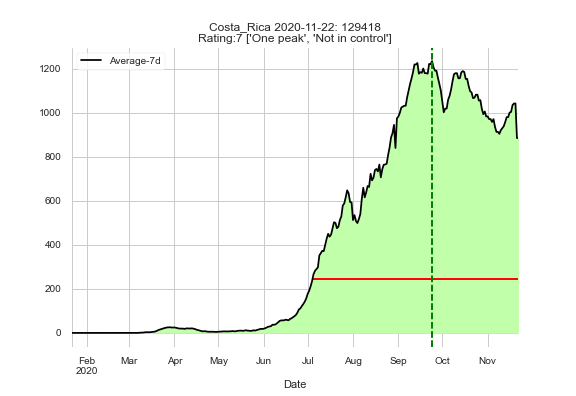 Costa_Rica 2020-11-22: 129418
Rating:7 ['One peak', 'Not in control']
Average-7d
1200
1000
800
600
400
200
0
Feb Mar Apr May Jun Jul Aug Sep Oct Nov
2020
Date